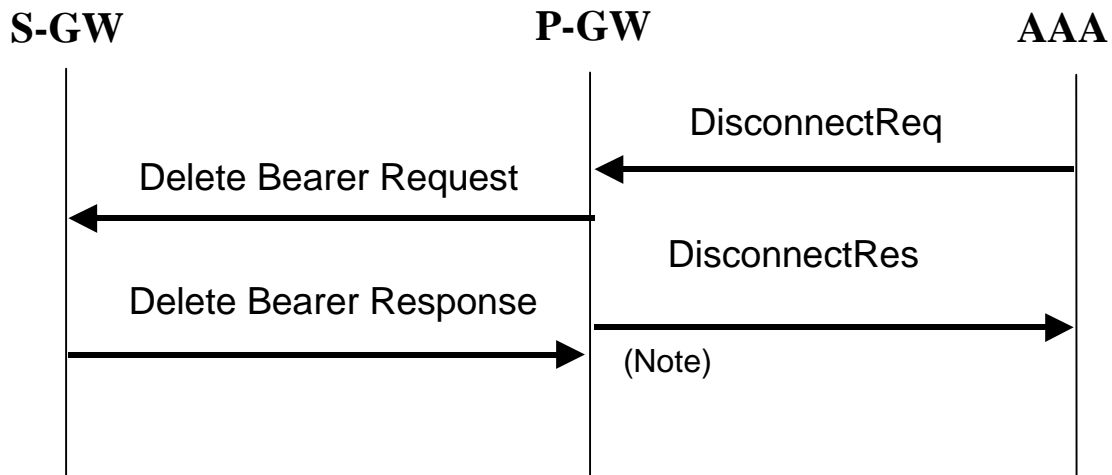 S-GW
P-GW
AAA
DisconnectReq
Delete Bearer Request
DisconnectRes
Delete Bearer Response
(Note)